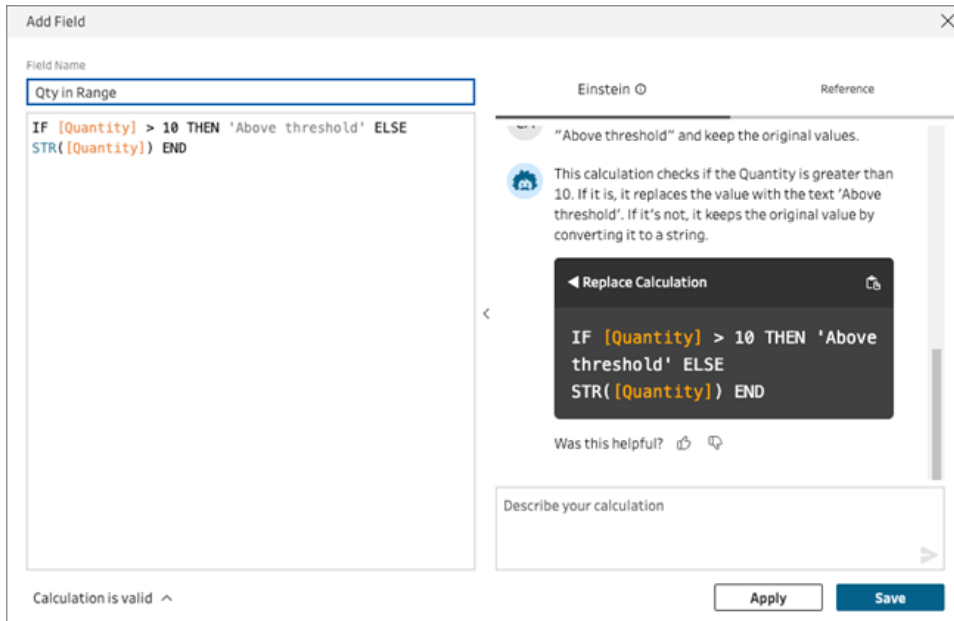 Add Field
Field Name
Qty in Range
IF [Quantity] > 10 THEN 'Above threshold' ELSE
STR([Quantity]) END
Calculation is valid
Einstein
Reference
"Above threshold" and keep the original values.
This calculation checks if the Quantity is greater than
10. If it is, it replaces the value with the text 'Above
threshold'. If it's not, it keeps the original value by
converting it to a string.
Replace Calculation
IF [Quantity] > 10 THEN 'Above
threshold' ELSE
STR([Quantity]) END
Was this helpful?
Describe your calculation
Apply
Save